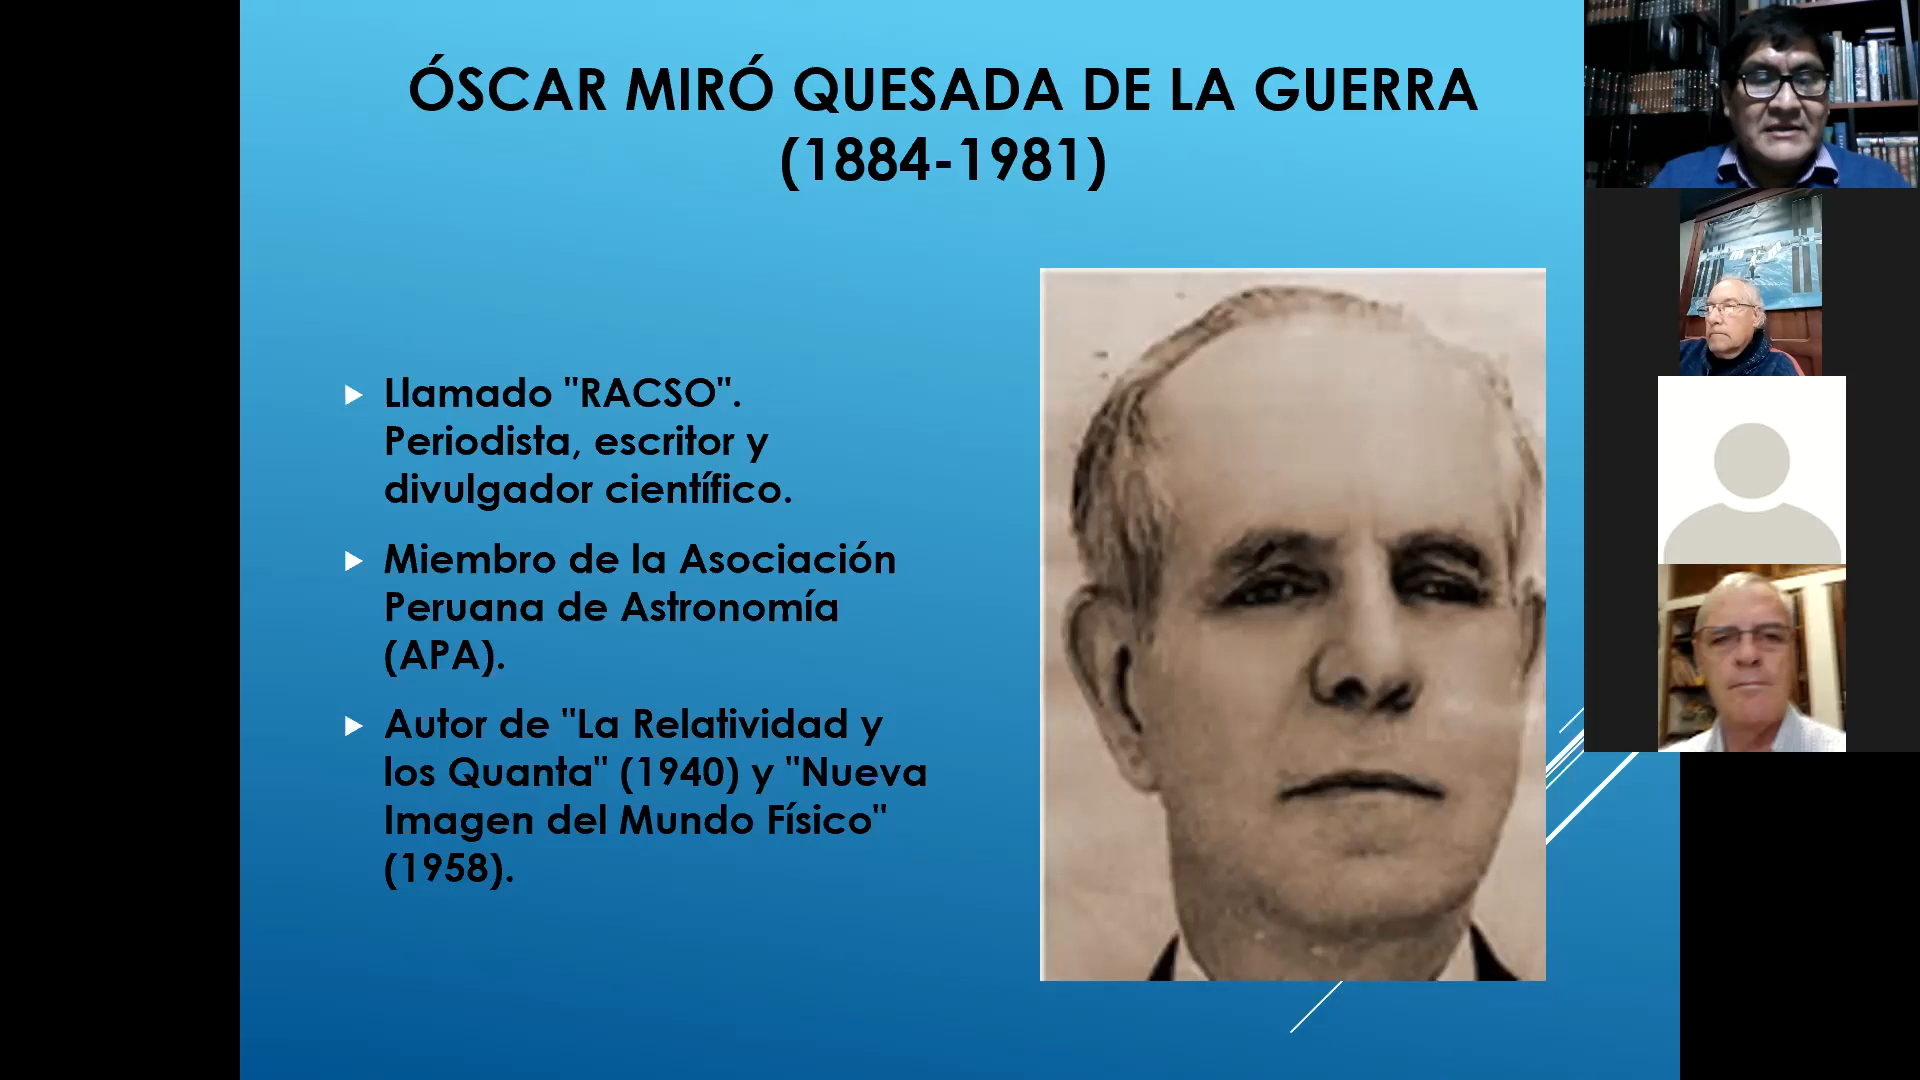 ÓSCAR MIRÓ QUESADA DE LA GUERRA
(1884-1981)
Llamado "RACSO".
Periodista, escritor y
divulgador científico.
Miembro de la Asociación
Peruana de Astronomía
(APA).
Autor de "La Relatividad y
los Quanta" (1940) y "Nueva
Imagen del Mundo Físico"
(1958).